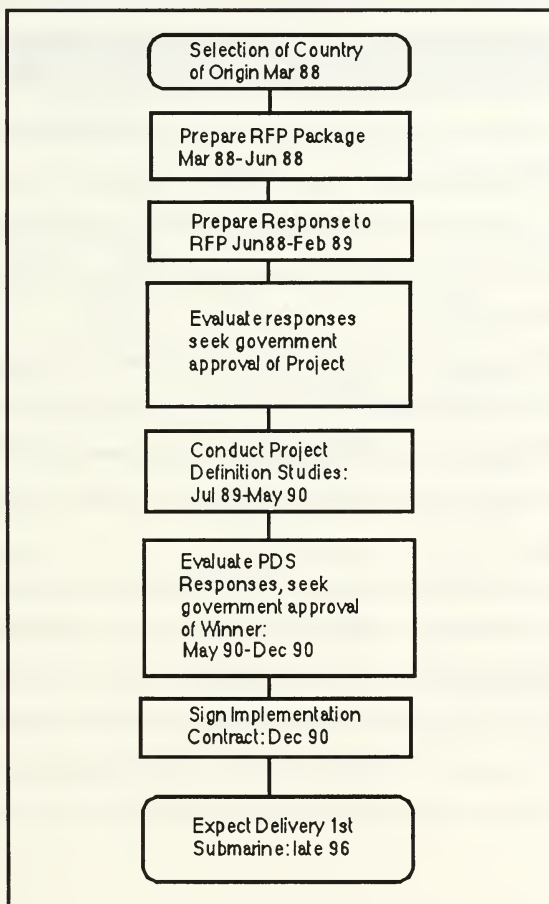 Selection of Country
of Origin Mar 88
Prepare RFP Package
Mar 88-Jun 88
Prepare Response to
RFP Jun 88-Feb 89
Evaluate responses
seek government
approval of Project
Conduct Project
Definition Studies:
Jul 89-May 90
Evaluate PDS
Responses, seek
government approval
of Winner:
May 90-Dec 90
Sign Implementation
Contract: Dec 90
Expect Delivery 1st
Submarine: late 96